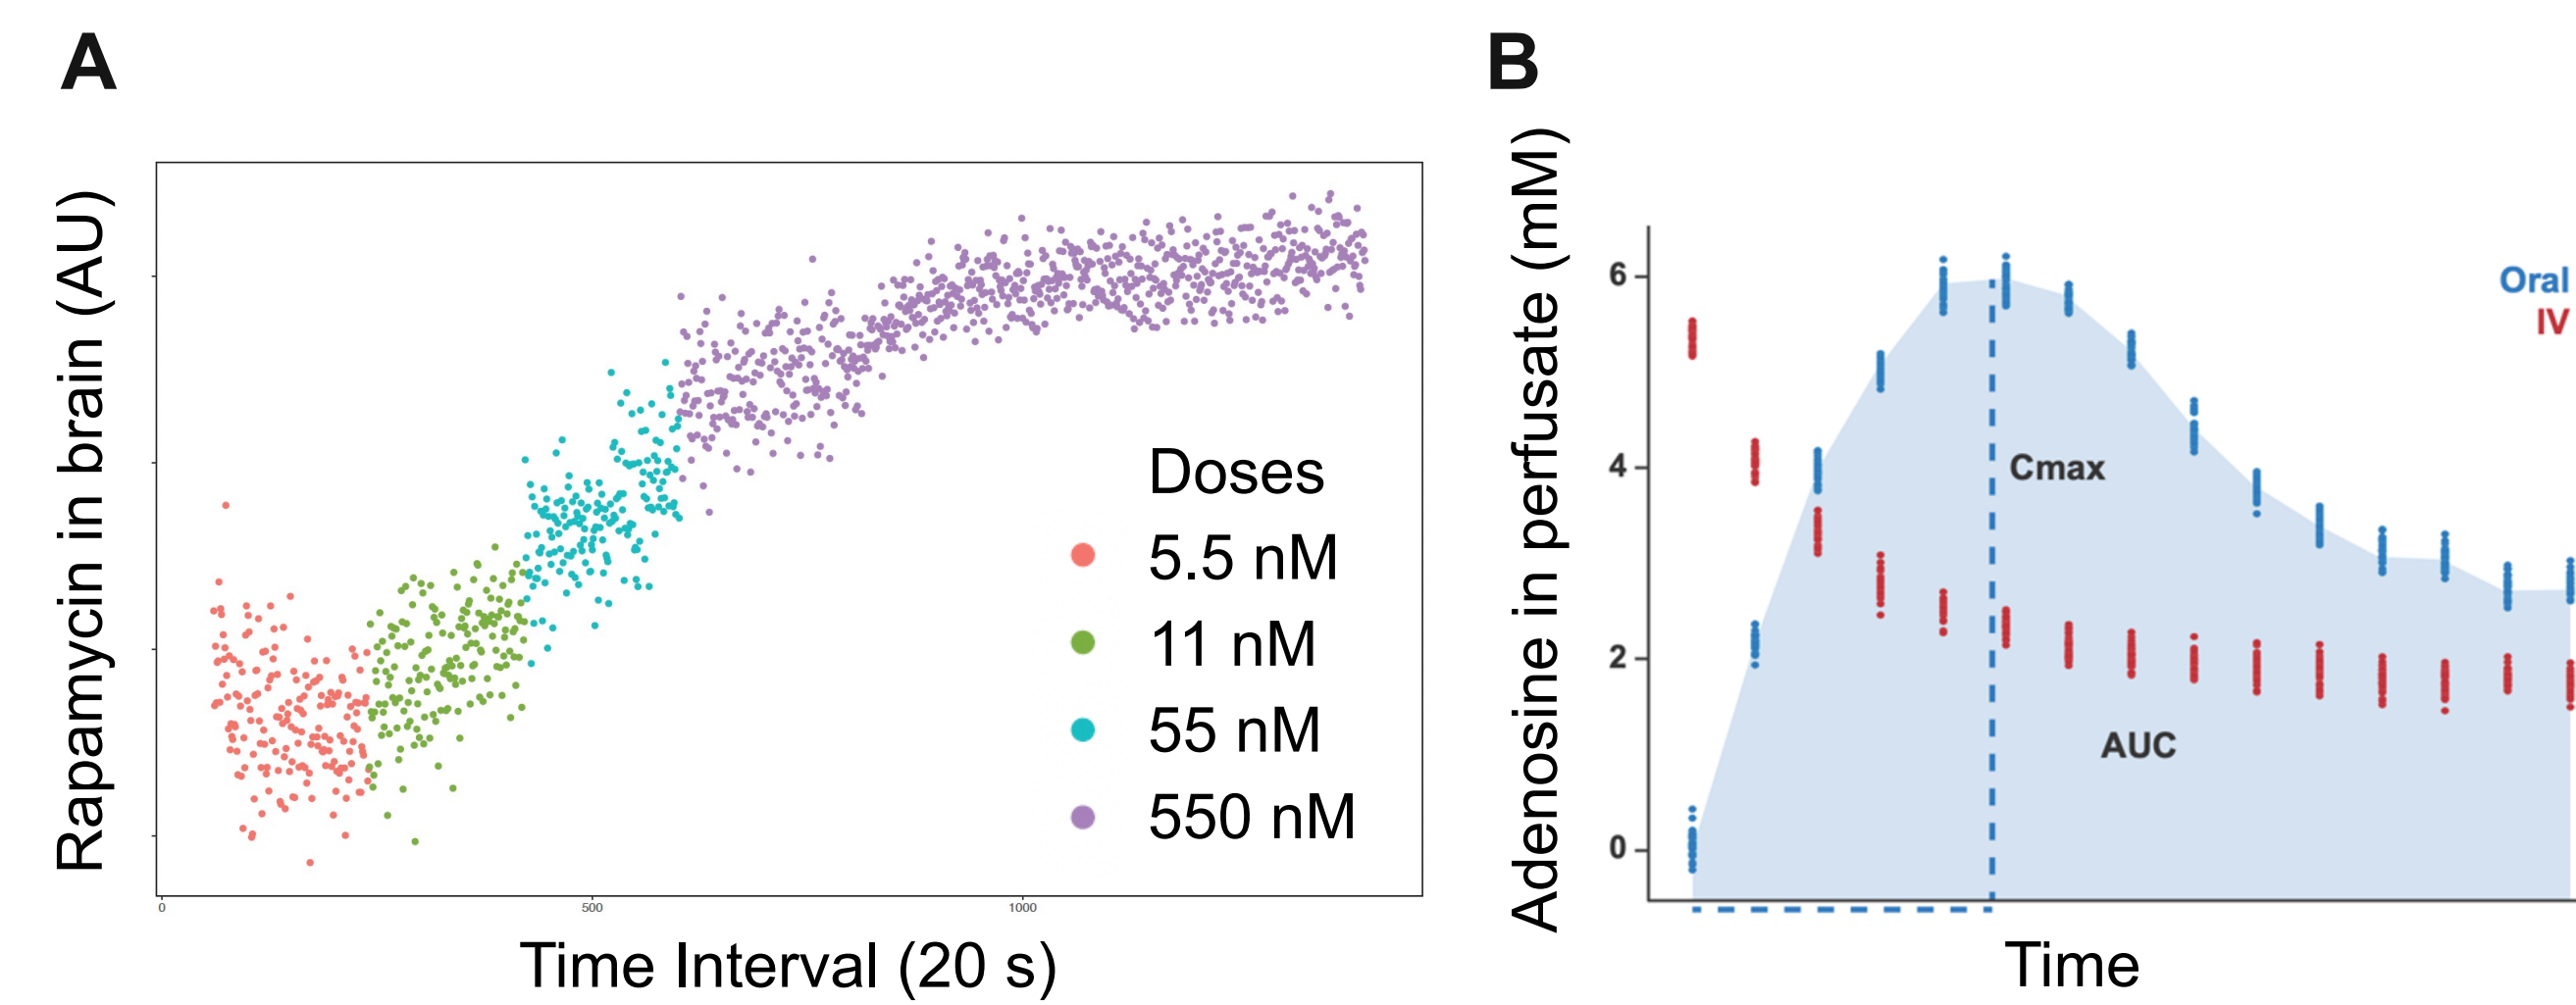 A
Rapamycin in brain (AU)
Doses
5.5 nM
11 nM
55 nM
550 nM
0
500
1000
Time Interval (20 s)
B
Adenosine in perfusate (mM)
6
4
2
0
Oral
IV
Cmax
AUC
Time